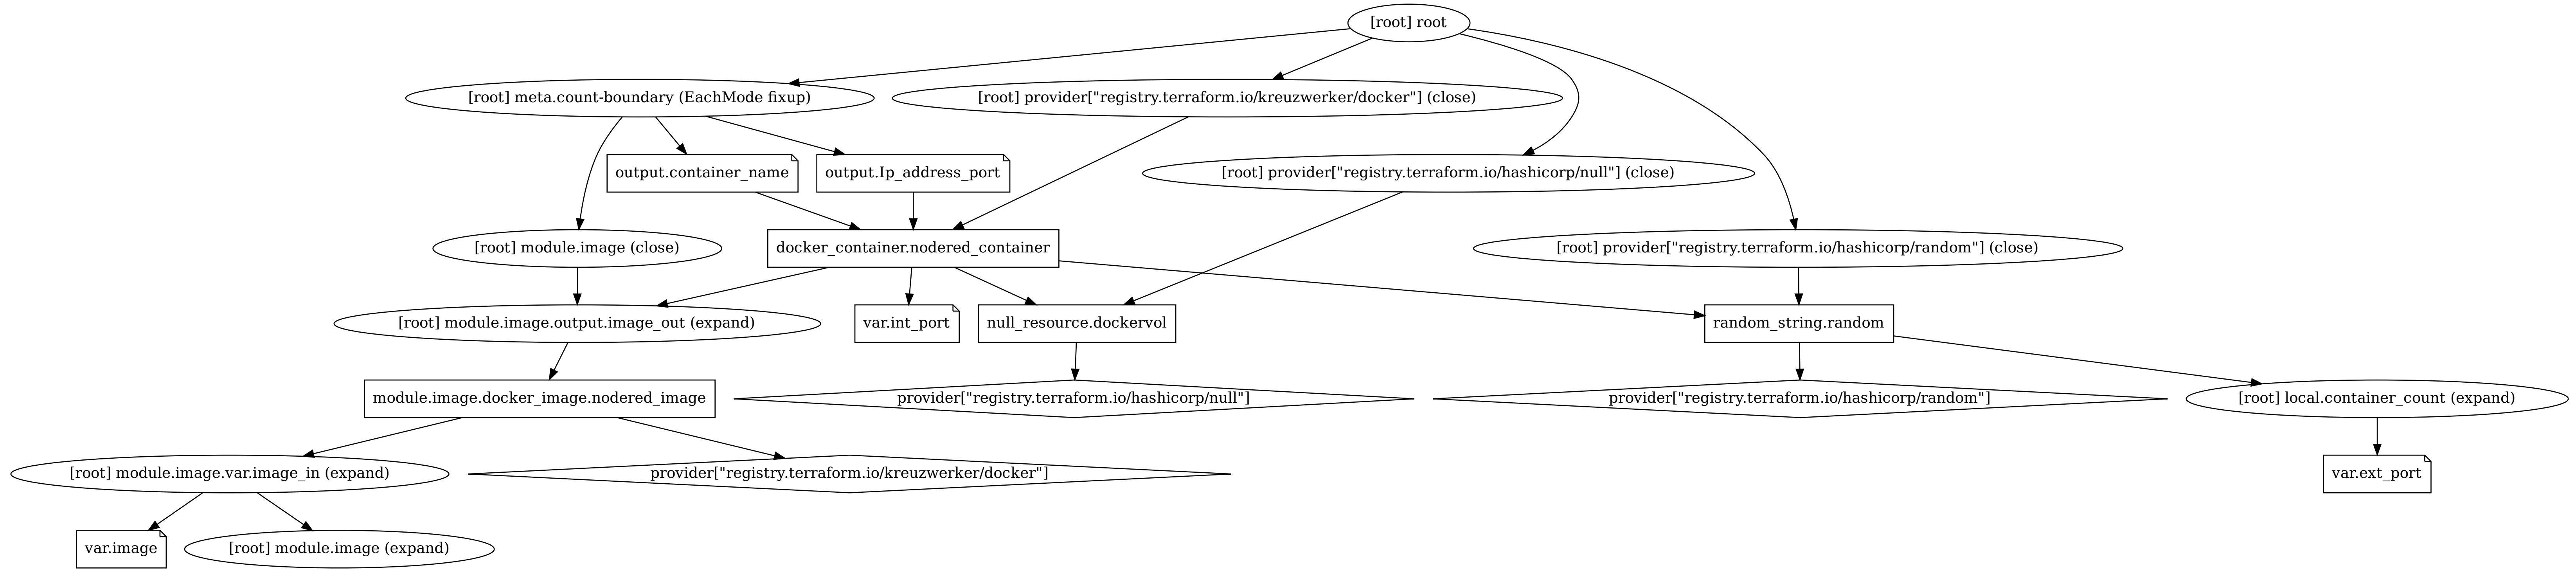 [root] root
[root] meta.count-boundary (EachMode fixup)
[root] provider[\"registry.terraform.io/kreuzwerker/docker\"] (close)
output.container_name
output.Ip_address_port
[root] provider[\"registry.terraform.io/hashicorp/null\"] (close)
[root] module.image (close)
docker_container.nodered_container
[root] provider[\"registry.terraform.io/hashicorp/random\"] (close)
[root] module.image.output.image_out (expand)
var.int_port
null_resource.dockervol
random_string.random
module.image.docker_image.nodered_image
provider[\"registry.terraform.io/hashicorp/null\"]
provider[\"registry.terraform.io/hashicorp/random\"]
[root] local.container_count (expand)
[root] module.image.var.image_in (expand)
provider[\"registry.terraform.io/kreuzwerker/docker\"]
var.ext_port
var.image
[root] module.image (expand)